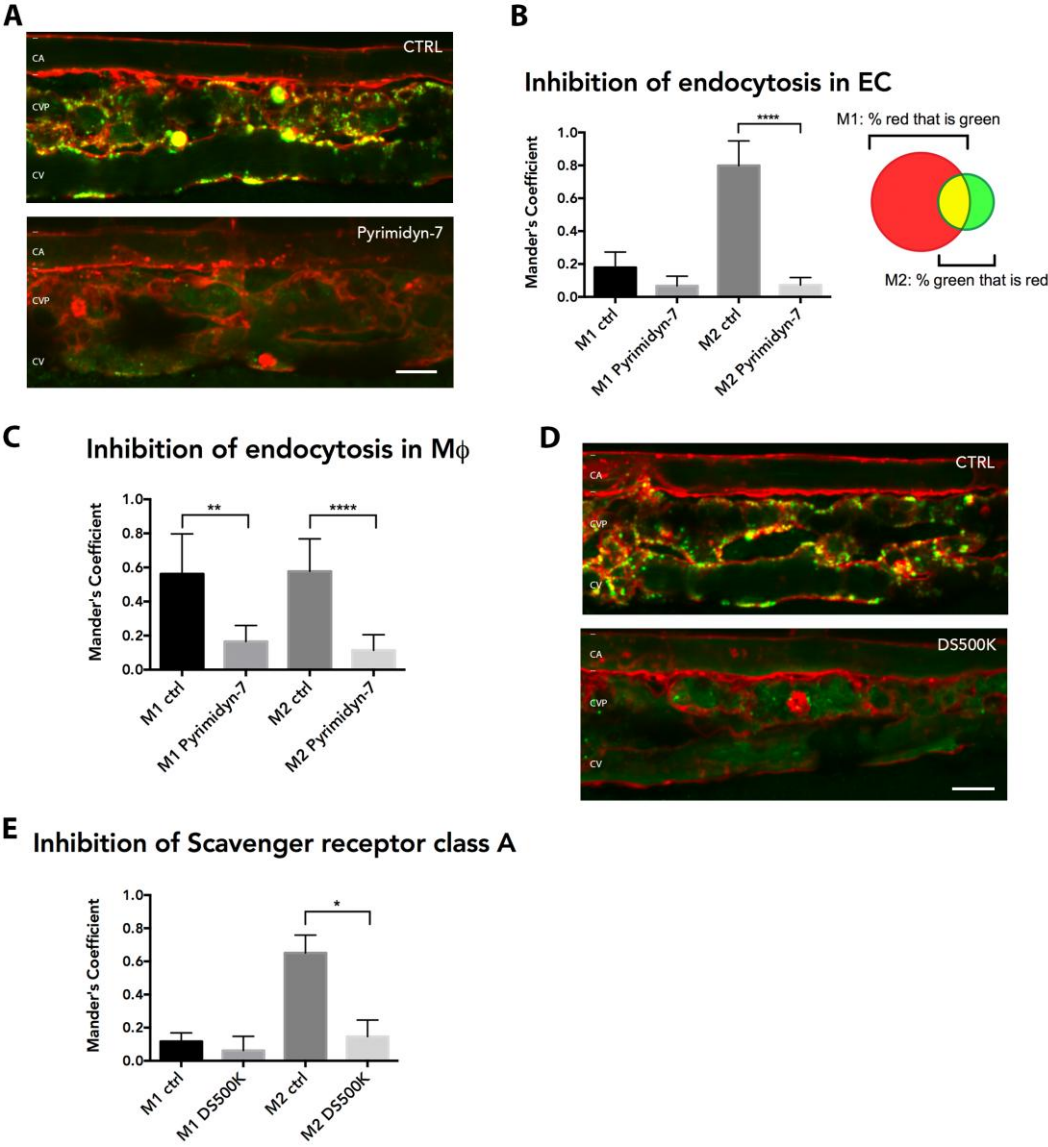 A
CTRL
CA
CVP
CV
Pyrimidyn-7
CA
CVP
CV
B
Inhibition of endocytosis in EC
Mander's Coefficient
1.0
0.8
0.6
0.4
0.2
0.0
****
M1 ctrl
M1 Pyrimidyn-7
M2 ctrl
M2 Pyrimidyn-7
M1: % red that is green
M2: % green that is red
C
Inhibition of endocytosis in Mϕ
Mander's Coefficient
1.0
0.8
0.6
0.4
0.2
0.0
**
****
M1 ctrl
M1 Pyrimidyn-7
M2 ctrl
M2 Pyrimidyn-7
D
CTRL
CA
CVP
CV
DS500K
CA
CVP
CV
E
Inhibition of Scavenger receptor class A
Mander's Coefficient
1.0
0.8
0.6
0.4
0.2
0.0
*
M1 ctrl
M1 DS500K
M2 ctrl
M2 DS500K